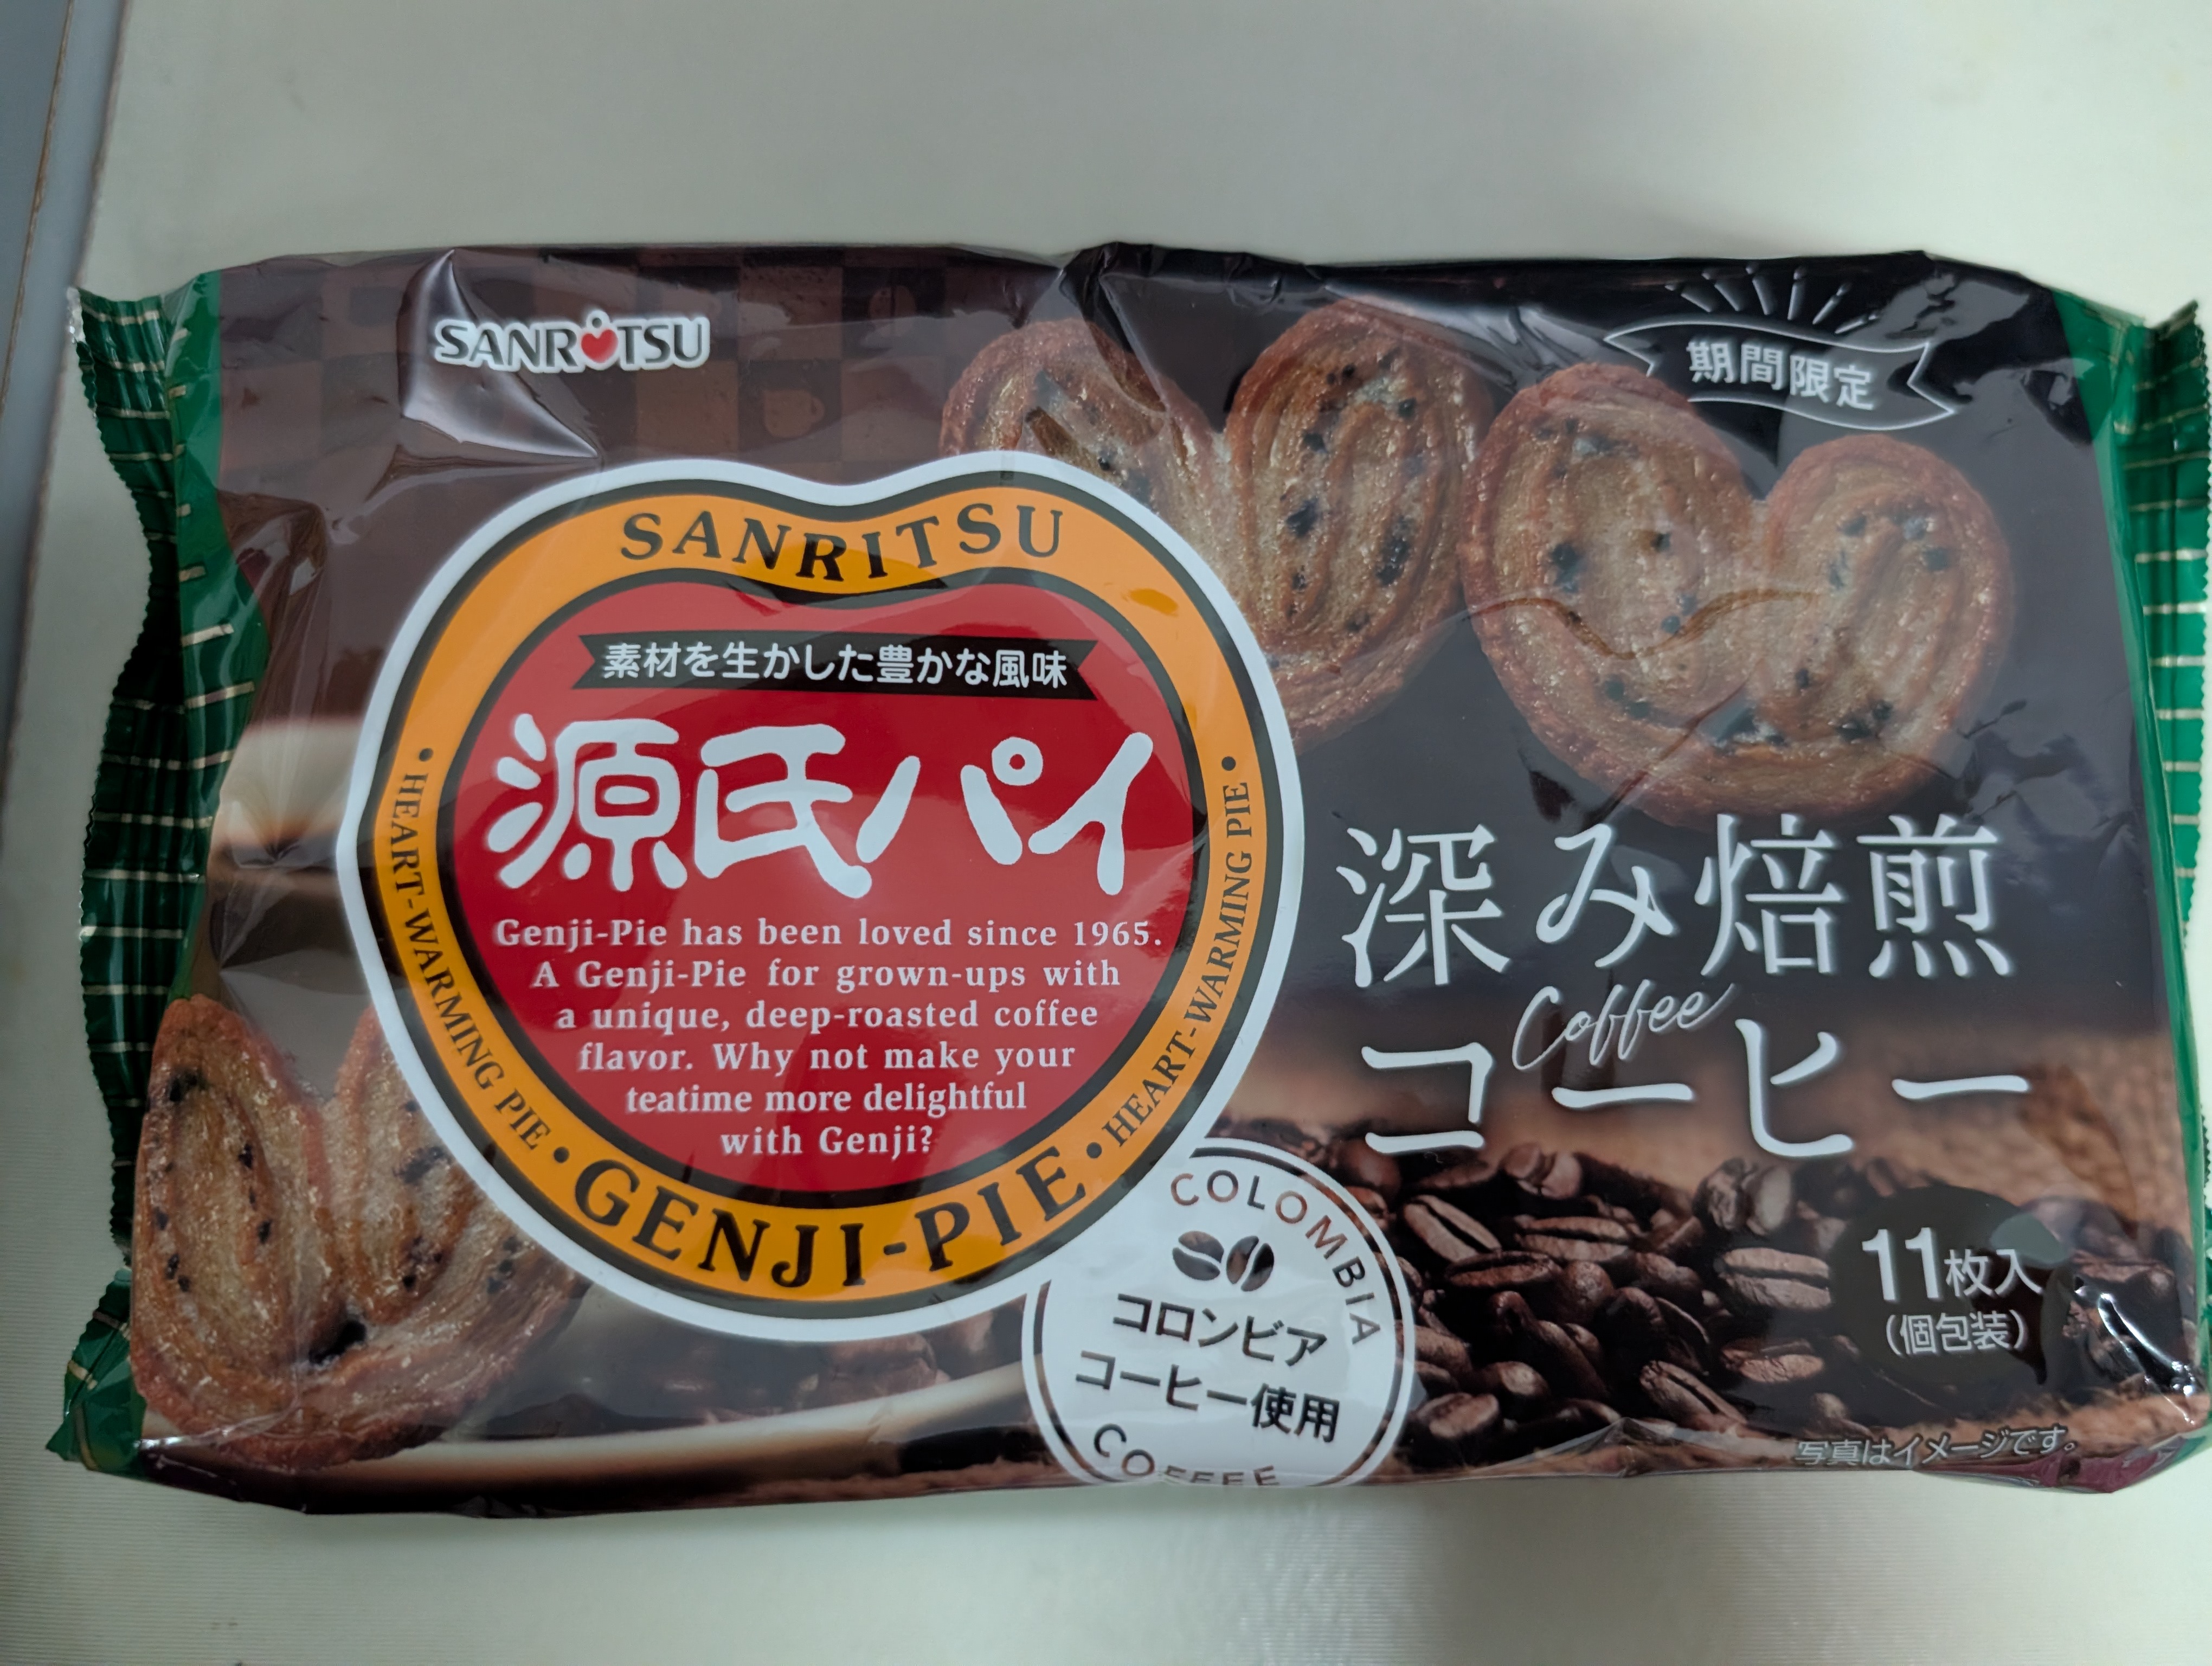 SANRITSU
期間限定
SANRITSU
素材を生かした豊かな風味
源氏パイ
Genji-Pie has been loved since 1965.
A Genji-Pie for grown-ups with
a unique, deep-roasted coffee
flavor. Why not make your
teatime more delightful
with Genji?
・HEART-WARMING PIE・
GENJI-PIE
・HEART-WARMING PIE・
深み焙煎
Coffee
コーヒー
COLOMBIA
コロンビア
コーヒー使用
COFFEE
11枚入
(個包装)
写真はイメージです。